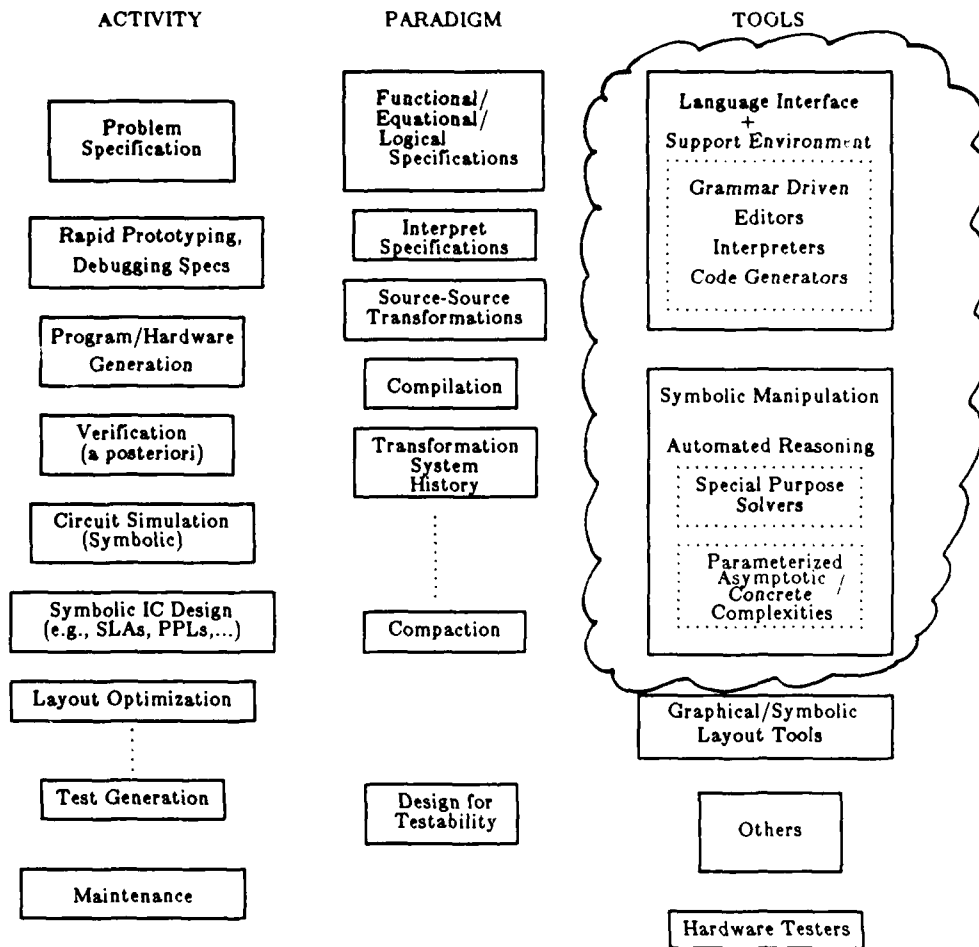 ACTIVITY
Problem
Specification
Rapid Prototyping,
Debugging Specs
Program/Hardware
Generation
Verification
(a posteriori)
Circuit Simulation
(Symbolic)
Symbolic IC Design
(e.g., SLAs, PPLs,...)
Layout Optimization
Test Generation
Maintenance
PARADIGM
Functional/
Equational/
Logical
Specifications
Interpret
Specifications
Source-Source
Transformations
Compilation
Transformation
System
History
Compaction
Design for
Testability
TOOLS
Language Interface
+
Support Environment
Grammar Driven
Editors
Interpreters
Code Generators
Symbolic Manipulation
Automated Reasoning
Special Purpose
Solvers
Parameterized
Asymptotic /
Concrete
Complexities
Graphical/Symbolic
Layout Tools
Others
Hardware Testers